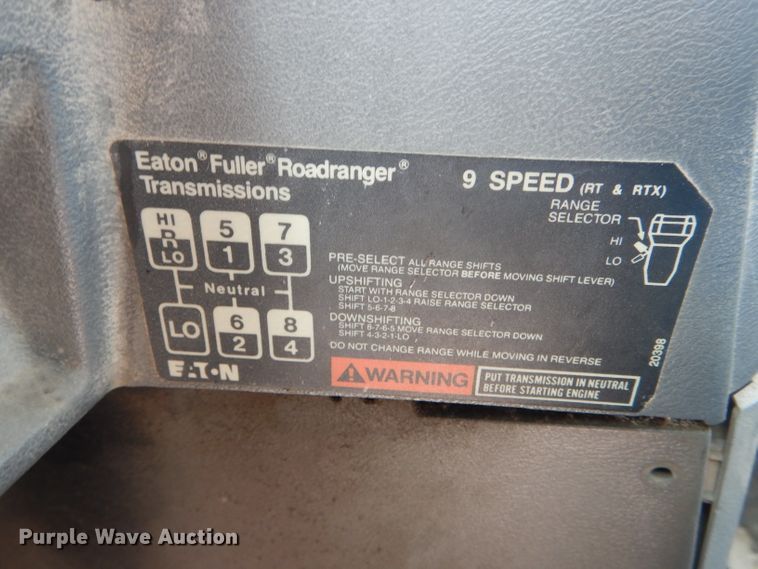 Eaton® Fuller® Roadranger®
Transmissions
9 SPEED (RT & RTX)
RANGE
SELECTOR
HI
LO
HI
R
LO
5
1
7
3
Neutral
LO
6
2
8
4
EATON
PRE-SELECT ALL RANGE SHIFTS
(MOVE RANGE SELECTOR BEFORE MOVING SHIFT LEVER)
UPSHIFTING
START WITH RANGE SELECTOR DOWN
SHIFT LO-1-2-3-4 RAISE RANGE SELECTOR
SHIFT 5-6-7-8
DOWNSHIFTING
SHIFT 8-7-6-5 MOVE RANGE SELECTOR DOWN
SHIFT 4-3-2-1-LO
DO NOT CHANGE RANGE WHILE MOVING IN REVERSE
WARNING
PUT TRANSMISSION IN NEUTRAL
BEFORE STARTING ENGINE
20398
Purple Wave Auction